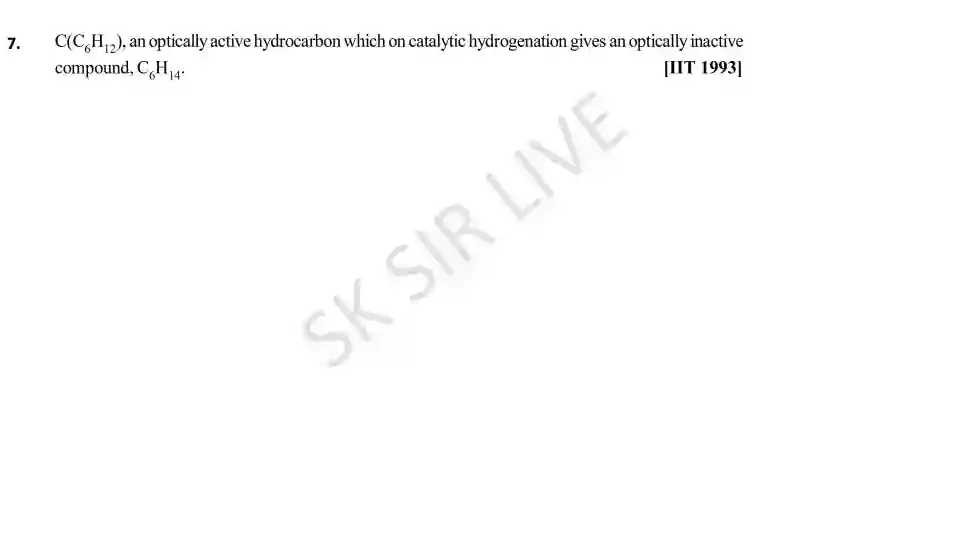 7. C(C₆H₁₂), an optically active hydrocarbon which on catalytic hydrogenation gives an optically inactive
compound, C₆H₁₄. [IIT 1993]
SK SIR LIVE